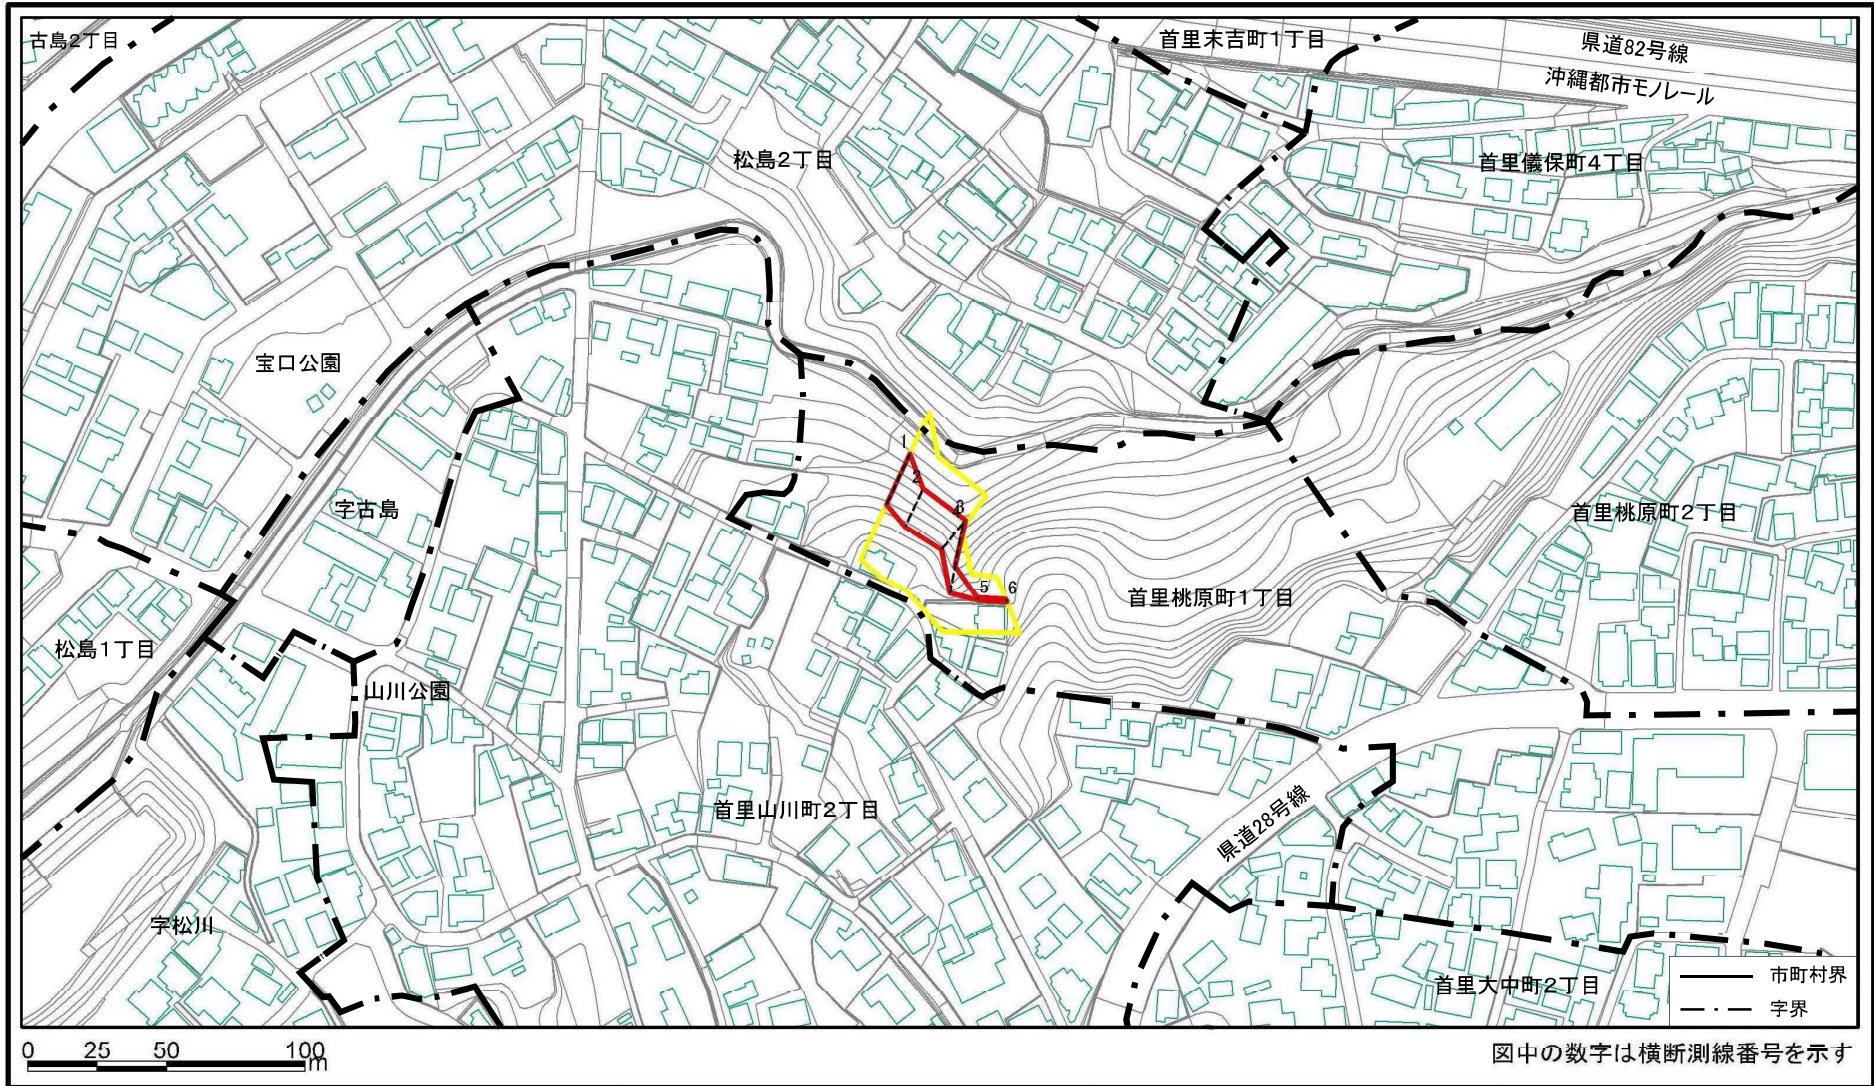 古島2丁目
首里末吉町1丁目
県道82号線
沖縄都市モノレール
松島2丁目
首里儀保町4丁目
宝口公園
1
2
3
字古島
首里桃原町2丁目
5
6
首里桃原町1丁目
松島1丁目
山川公園
首里山川町2丁目
県道28号線
字松川
首里大中町2丁目
市町村界
字界
0 25 50 100
m
図中の数字は横断測線番号を示す